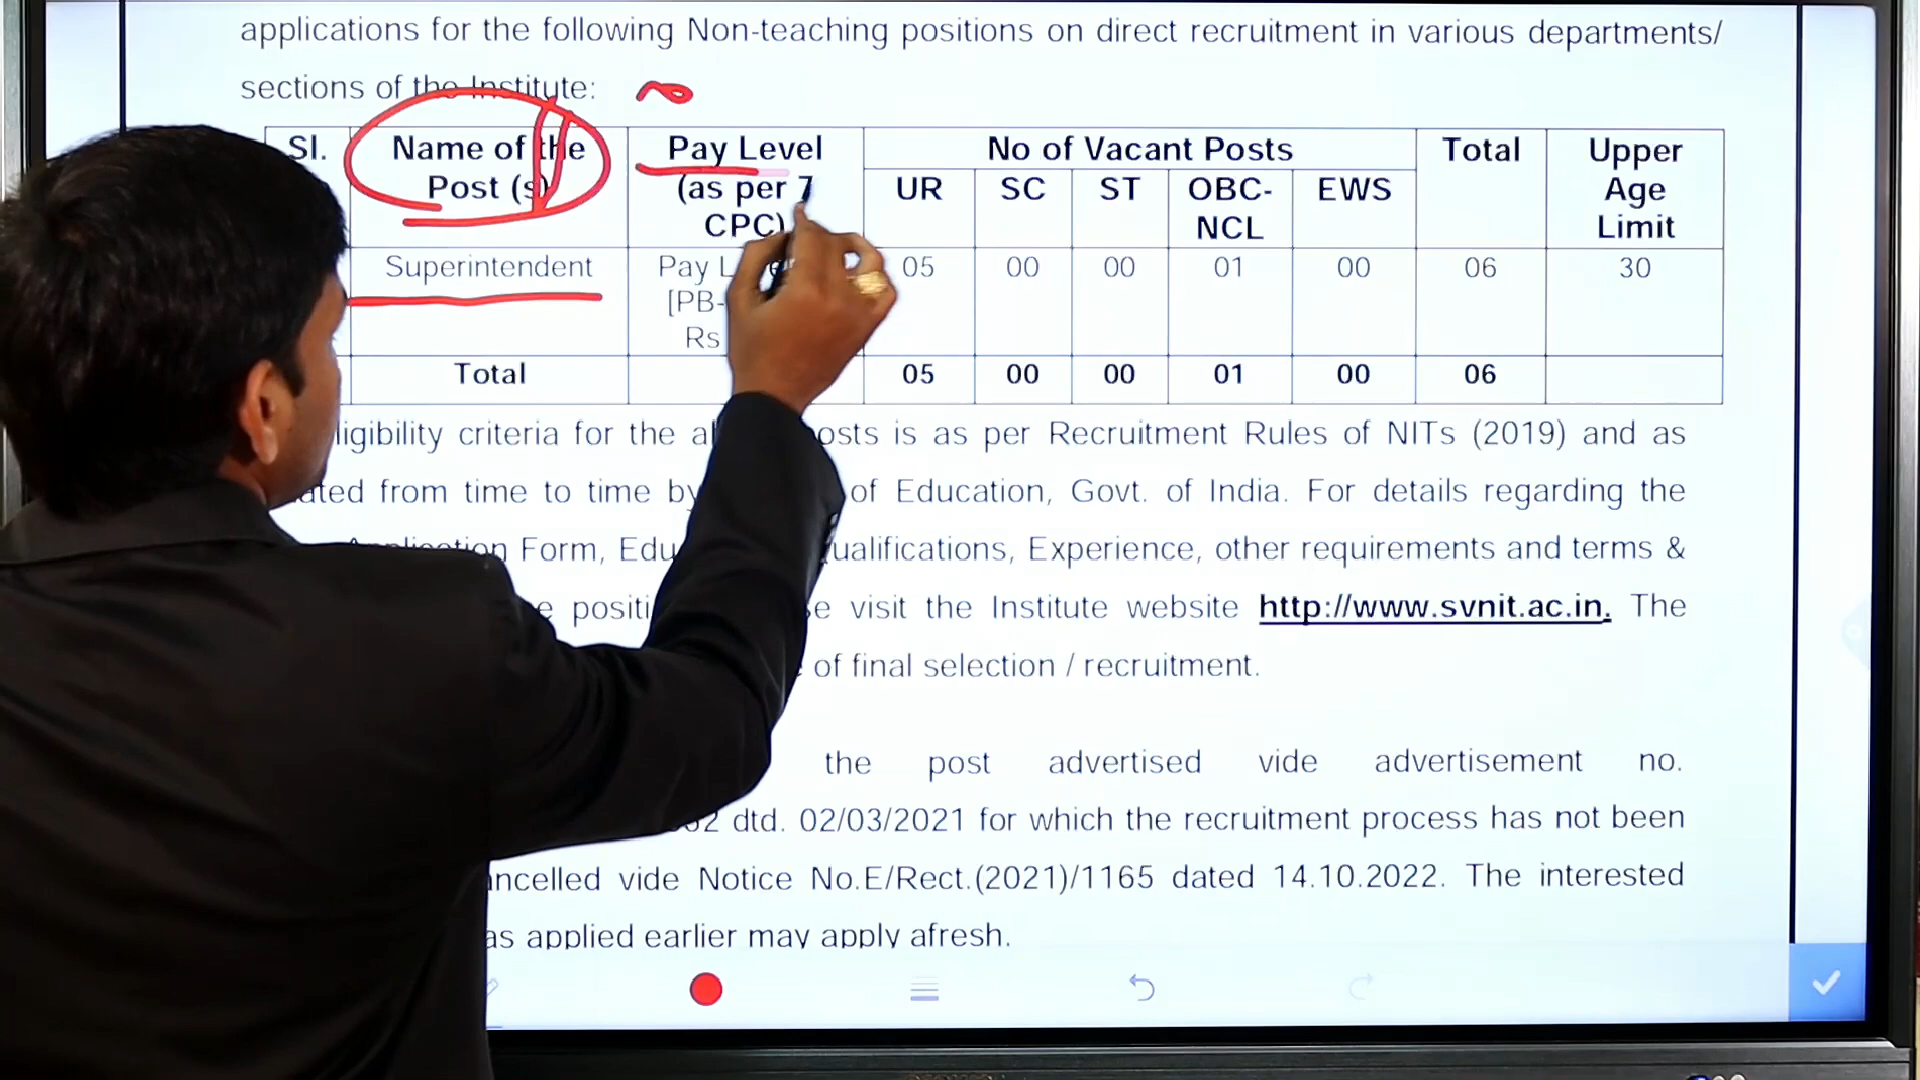 applications for the following Non-teaching positions on direct recruitment in various departments/
sections of the Institute:
Sl. Name of the Post (s) Pay Level (as per 7 CPC) No of Vacant Posts Total Upper Age Limit
UR SC ST OBC-NCL EWS
Superintendent Pay [PB- Rs 05 00 00 01 00 06 30
Total 05 00 00 01 00 06
criteria for the is as per Recruitment Rules of NITs (2019) and as
from time to time by of Education, Govt. of India. For details regarding the
Form, Experience, other requirements and terms &
visit the Institute website http://www.svnit.ac.in. The
of final selection / recruitment.
the post advertised vide advertisement no.
dtd. 02/03/2021 for which the recruitment process has not been
vide Notice No.E/Rect.(2021)/1165 dated 14.10.2022. The interested
applied earlier may apply afresh.